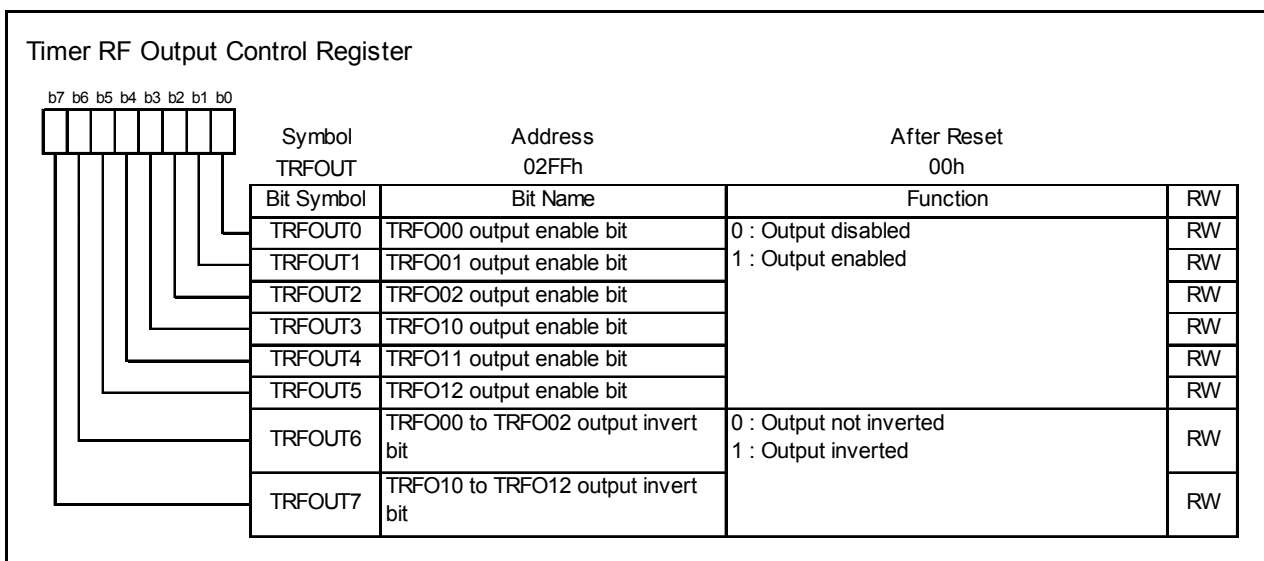 Timer RF Output Control Register
b7 b6 b5 b4 b3 b2 b1 b0
Symbol Address After Reset
TRFOUT 02FFh 00h
Bit Symbol Bit Name Function RW
TRFOUT0 TRFO00 output enable bit 0 : Output disabled RW
TRFOUT1 TRFO01 output enable bit 1 : Output enabled RW
TRFOUT2 TRFO02 output enable bit RW
TRFOUT3 TRFO10 output enable bit RW
TRFOUT4 TRFO11 output enable bit RW
TRFOUT5 TRFO12 output enable bit RW
TRFOUT6 TRFO00 to TRFO02 output invert bit 0 : Output not inverted RW
1 : Output inverted
TRFOUT7 TRFO10 to TRFO12 output invert bit RW